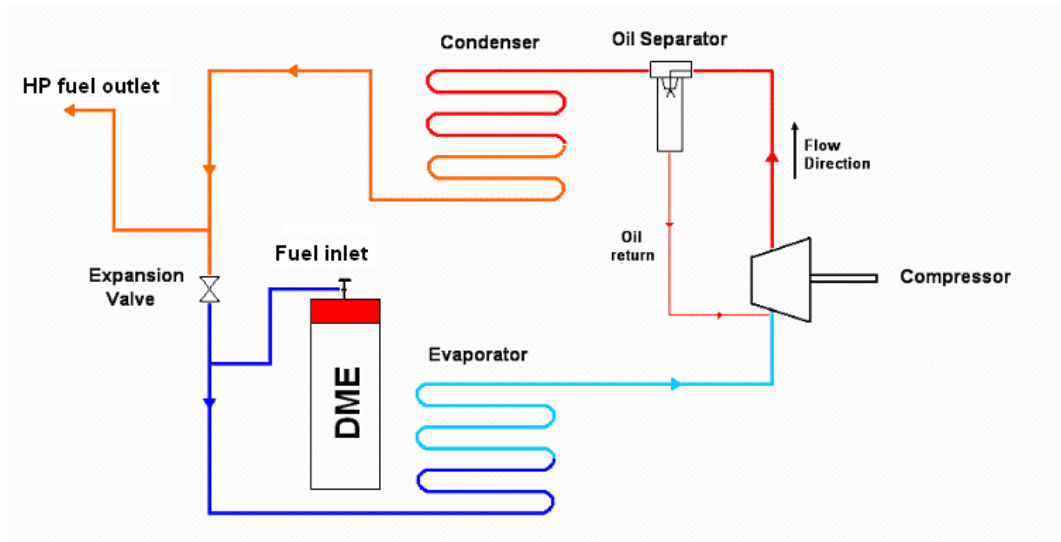 Condenser
Oil Separator
HP fuel outlet
Flow
Direction
Oil
return
Fuel inlet
Expansion
Valve
Compressor
Evaporator
DME